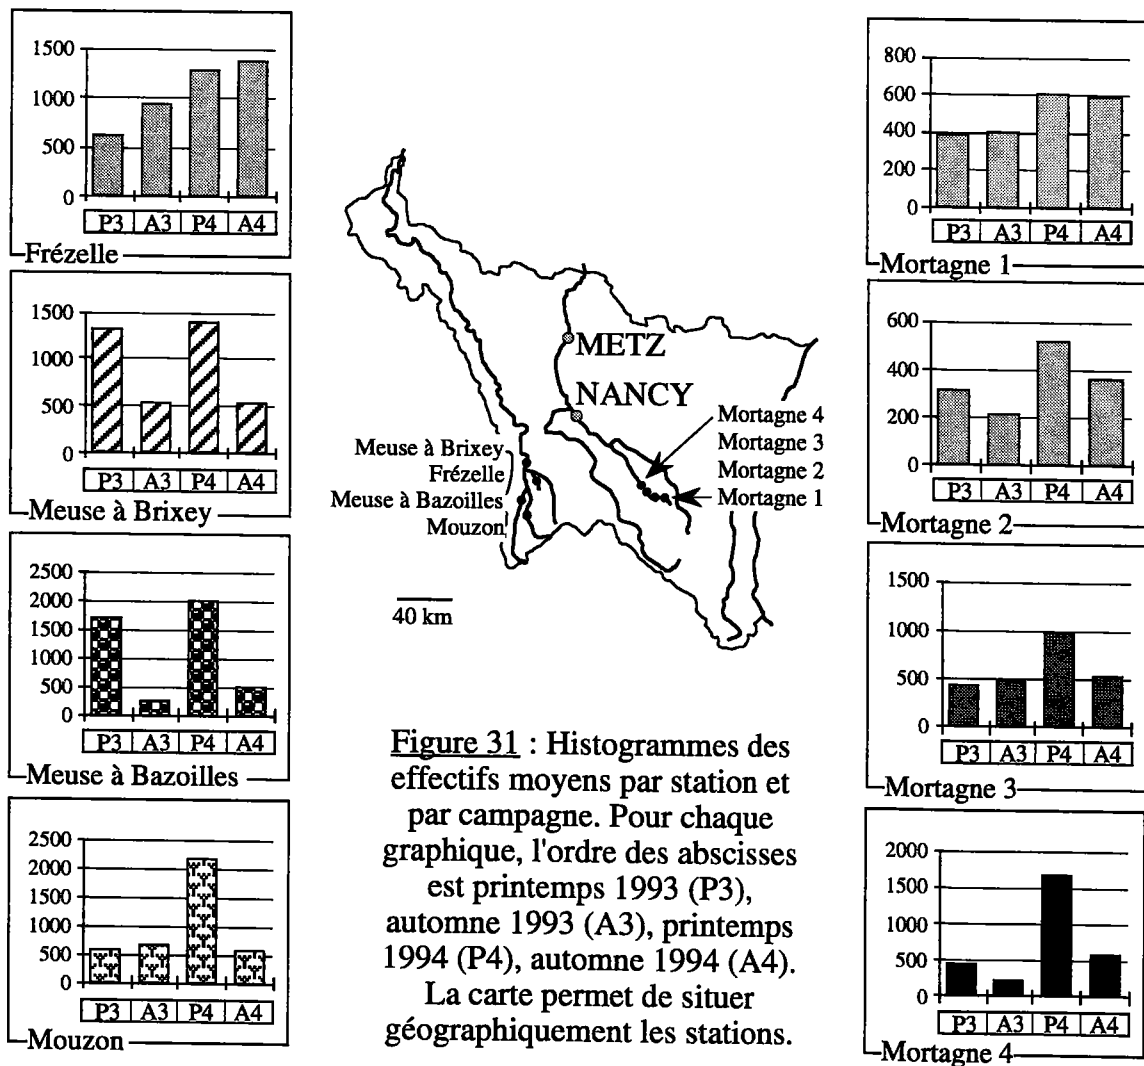 1500
1000
500
0
P3 A3 P4 A4
Frézelle
1500
1000
500
0
P3 A3 P4 A4
Meuse à Brixey
2500
2000
1500
1000
500
0
P3 A3 P4 A4
Meuse à Bazoilles
2500
2000
1500
1000
500
0
P3 A3 P4 A4
Mouzon
METZ
NANCY
Meuse à Brixey
Frézelle
Meuse à Bazoilles
Mouzon
Mortagne 4
Mortagne 3
Mortagne 2
Mortagne 1
40 km
Figure 31 : Histogrammes des
effectifs moyens par station et
par campagne. Pour chaque
graphique, l'ordre des abscisses
est printemps 1993 (P3),
automne 1993 (A3), printemps
1994 (P4), automne 1994 (A4).
La carte permet de situer
géographiquement les stations.
800
600
400
200
0
P3 A3 P4 A4
Mortagne 1
600
400
200
0
P3 A3 P4 A4
Mortagne 2
1500
1000
500
0
P3 A3 P4 A4
Mortagne 3
2000
1500
1000
500
0
P3 A3 P4 A4
Mortagne 4